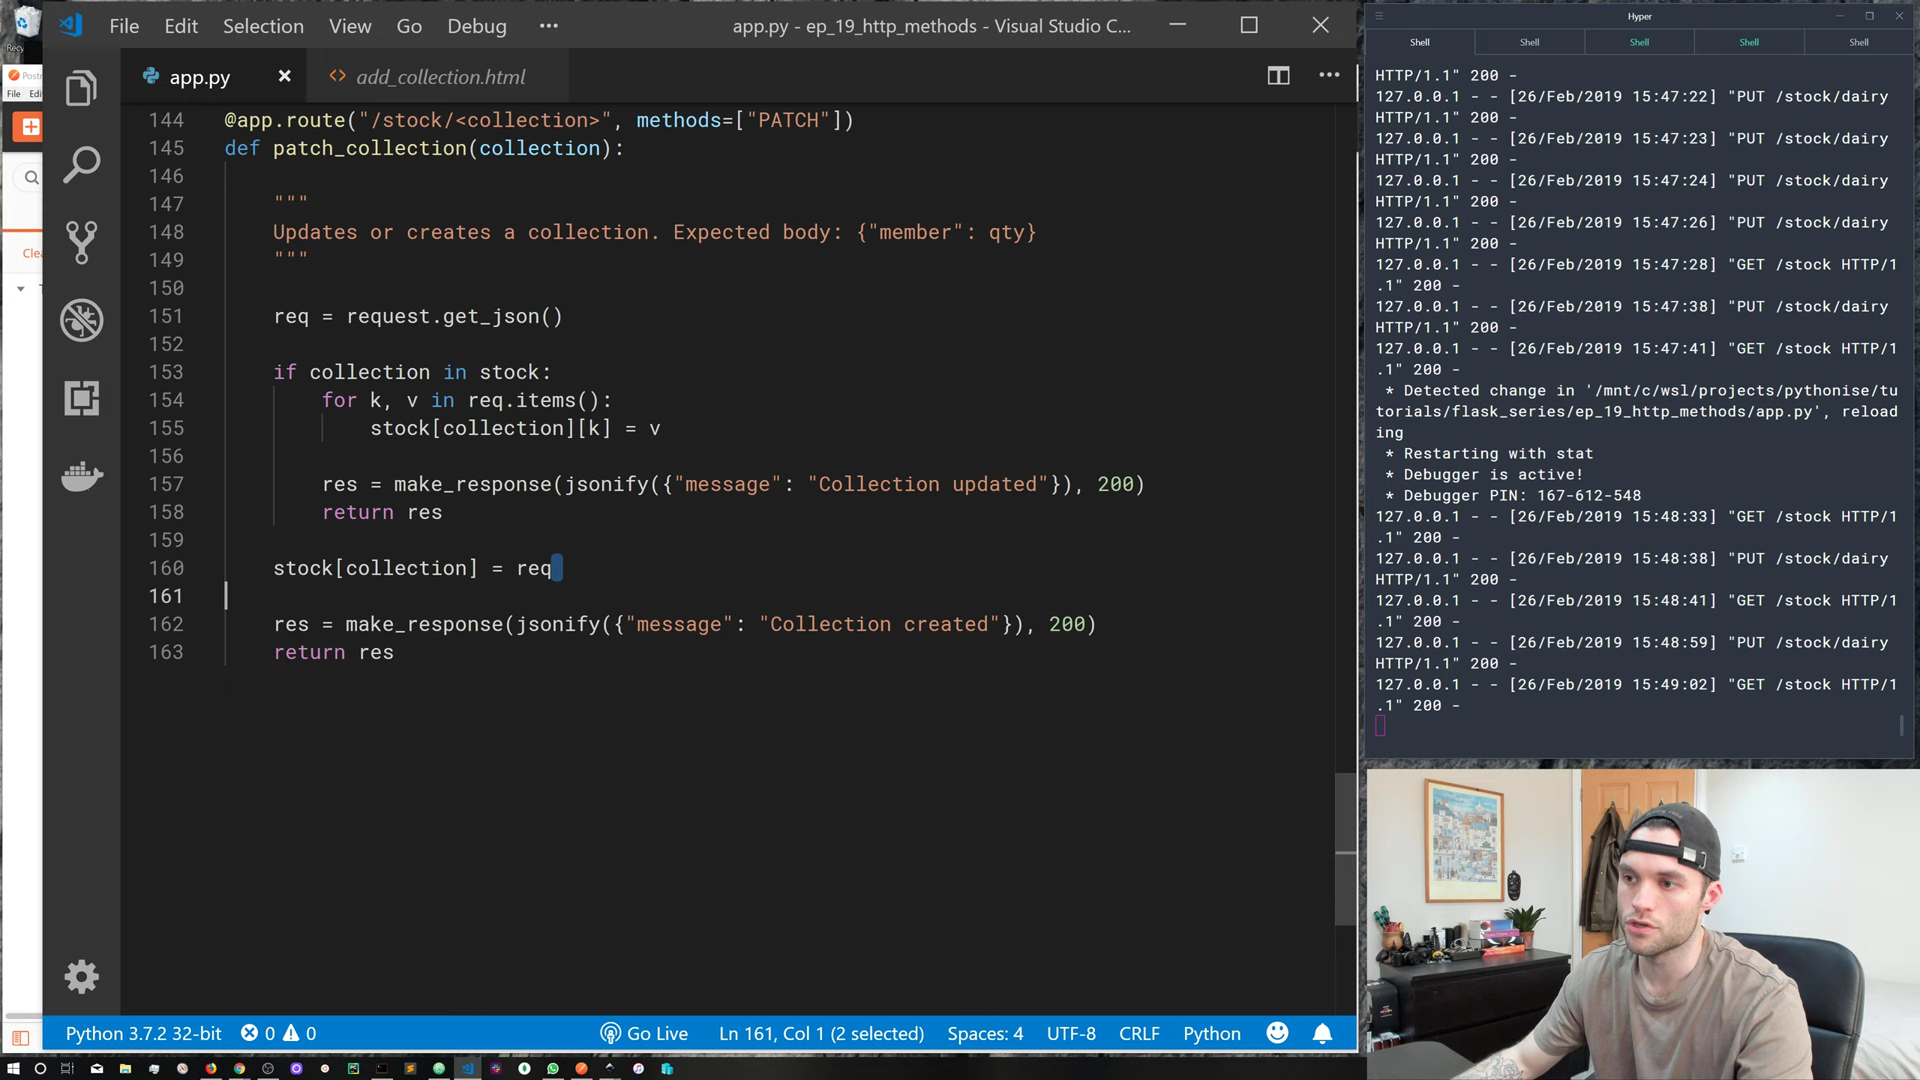 File Edit Selection View Go Debug ••• app.py - ep_19_http_methods - Visual Studio C...
app.py add_collection.html
144 @app.route("/stock/<collection>", methods=["PATCH"])
145 def patch_collection(collection):
146
147 """
148 Updates or creates a collection. Expected body: {"member": qty}
149 """
150
151 req = request.get_json()
152
153 if collection in stock:
154 for k, v in req.items():
155 stock[collection][k] = v
156
157 res = make_response(jsonify({"message": "Collection updated"}), 200)
158 return res
159
160 stock[collection] = req
161
162 res = make_response(jsonify({"message": "Collection created"}), 200)
163 return res
Python 3.7.2 32-bit 0 0 Go Live Ln 161, Col 1 (2 selected) Spaces: 4 UTF-8 CRLF Python
File
Hyper
Shell Shell Shell Shell Shell
HTTP/1.1" 200 -
127.0.0.1 - - [26/Feb/2019 15:47:22] "PUT /stock/dairy
HTTP/1.1" 200 -
127.0.0.1 - - [26/Feb/2019 15:47:23] "PUT /stock/dairy
HTTP/1.1" 200 -
127.0.0.1 - - [26/Feb/2019 15:47:24] "PUT /stock/dairy
HTTP/1.1" 200 -
127.0.0.1 - - [26/Feb/2019 15:47:26] "PUT /stock/dairy
HTTP/1.1" 200 -
127.0.0.1 - - [26/Feb/2019 15:47:28] "GET /stock HTTP/1
.1" 200 -
127.0.0.1 - - [26/Feb/2019 15:47:38] "PUT /stock/dairy
HTTP/1.1" 200 -
127.0.0.1 - - [26/Feb/2019 15:47:41] "GET /stock HTTP/1
.1" 200 -
* Detected change in '/mnt/c/wsl/projects/pythonise/tu
torials/flask_series/ep_19_http_methods/app.py', reload
ing
* Restarting with stat
* Debugger is active!
* Debugger PIN: 167-612-548
127.0.0.1 - - [26/Feb/2019 15:48:33] "GET /stock HTTP/1
.1" 200 -
127.0.0.1 - - [26/Feb/2019 15:48:38] "PUT /stock/dairy
HTTP/1.1" 200 -
127.0.0.1 - - [26/Feb/2019 15:48:41] "GET /stock HTTP/1
.1" 200 -
127.0.0.1 - - [26/Feb/2019 15:48:59] "PUT /stock/dairy
HTTP/1.1" 200 -
127.0.0.1 - - [26/Feb/2019 15:49:02] "GET /stock HTTP/1
.1" 200 -